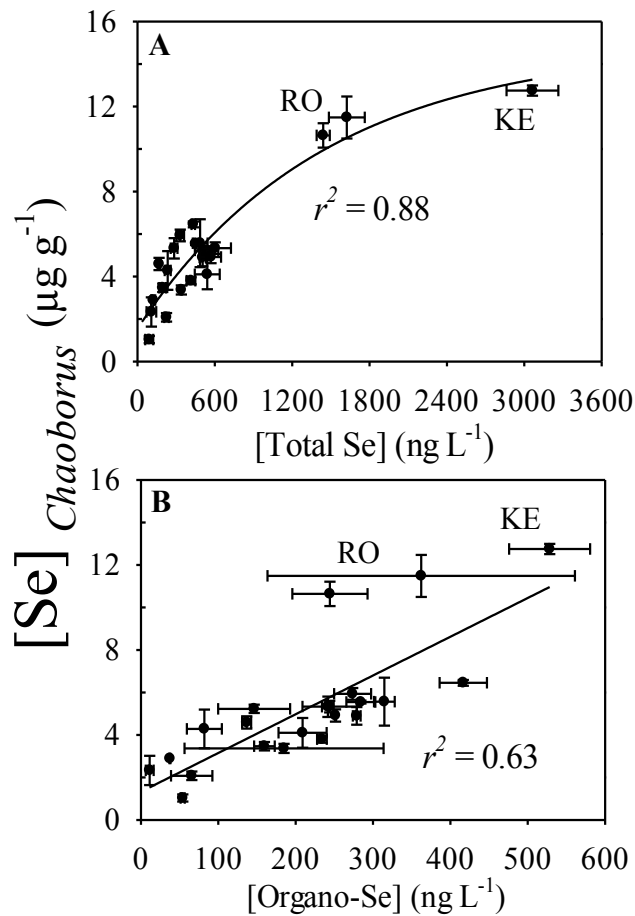 A
16
12
8
4
0
RO
KE
r² = 0.88
0 600 1200 1800 2400 3000 3600
[Total Se] (ng L⁻¹)
[Se] Chaoborus (µg g⁻¹)
B
16
12
8
4
0
KE
RO
r² = 0.63
0 100 200 300 400 500 600
[Organo-Se] (ng L⁻¹)